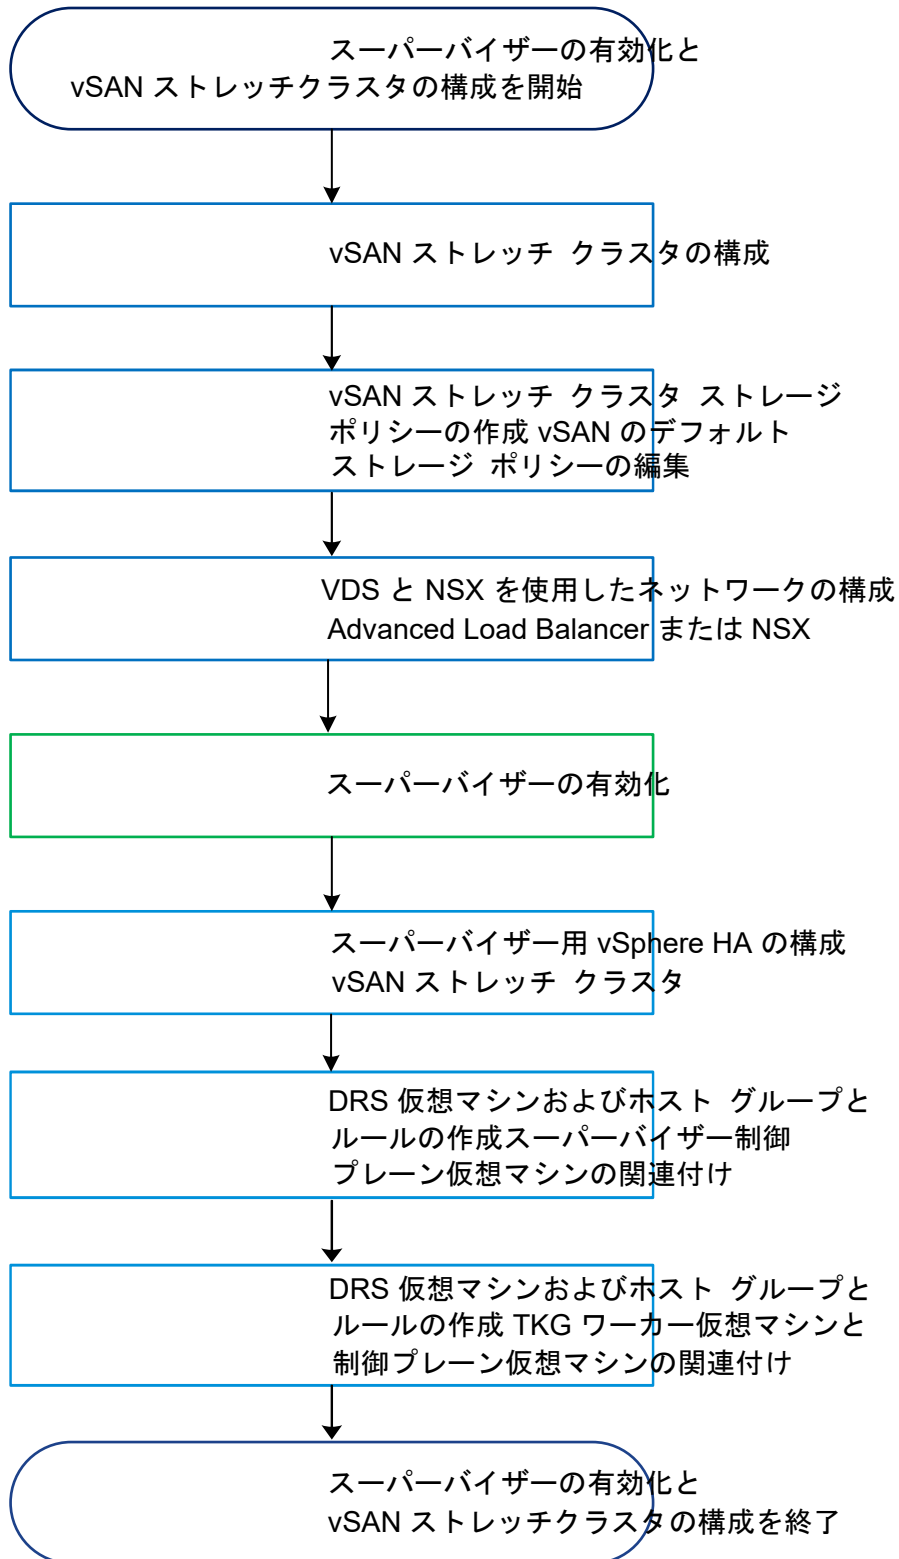 スーパーバイザーの有効化と
vSAN ストレッチクラスタの構成を開始
vSAN ストレッチ クラスタの構成
vSAN ストレッチ クラスタ ストレージ
ポリシーの作成 vSAN のデフォルト
ストレージ ポリシーの編集
VDS と NSX を使用したネットワークの構成
Advanced Load Balancer または NSX
スーパーバイザーの有効化
スーパーバイザー用 vSphere HA の構成
vSAN ストレッチ クラスタ
DRS 仮想マシンおよびホスト グループと
ルールの作成スーパーバイザー制御
プレーン仮想マシンの関連付け
DRS 仮想マシンおよびホスト グループと
ルールの作成 TKG ワーカー仮想マシンと
制御プレーン仮想マシンの関連付け
スーパーバイザーの有効化と
vSAN ストレッチクラスタの構成を終了